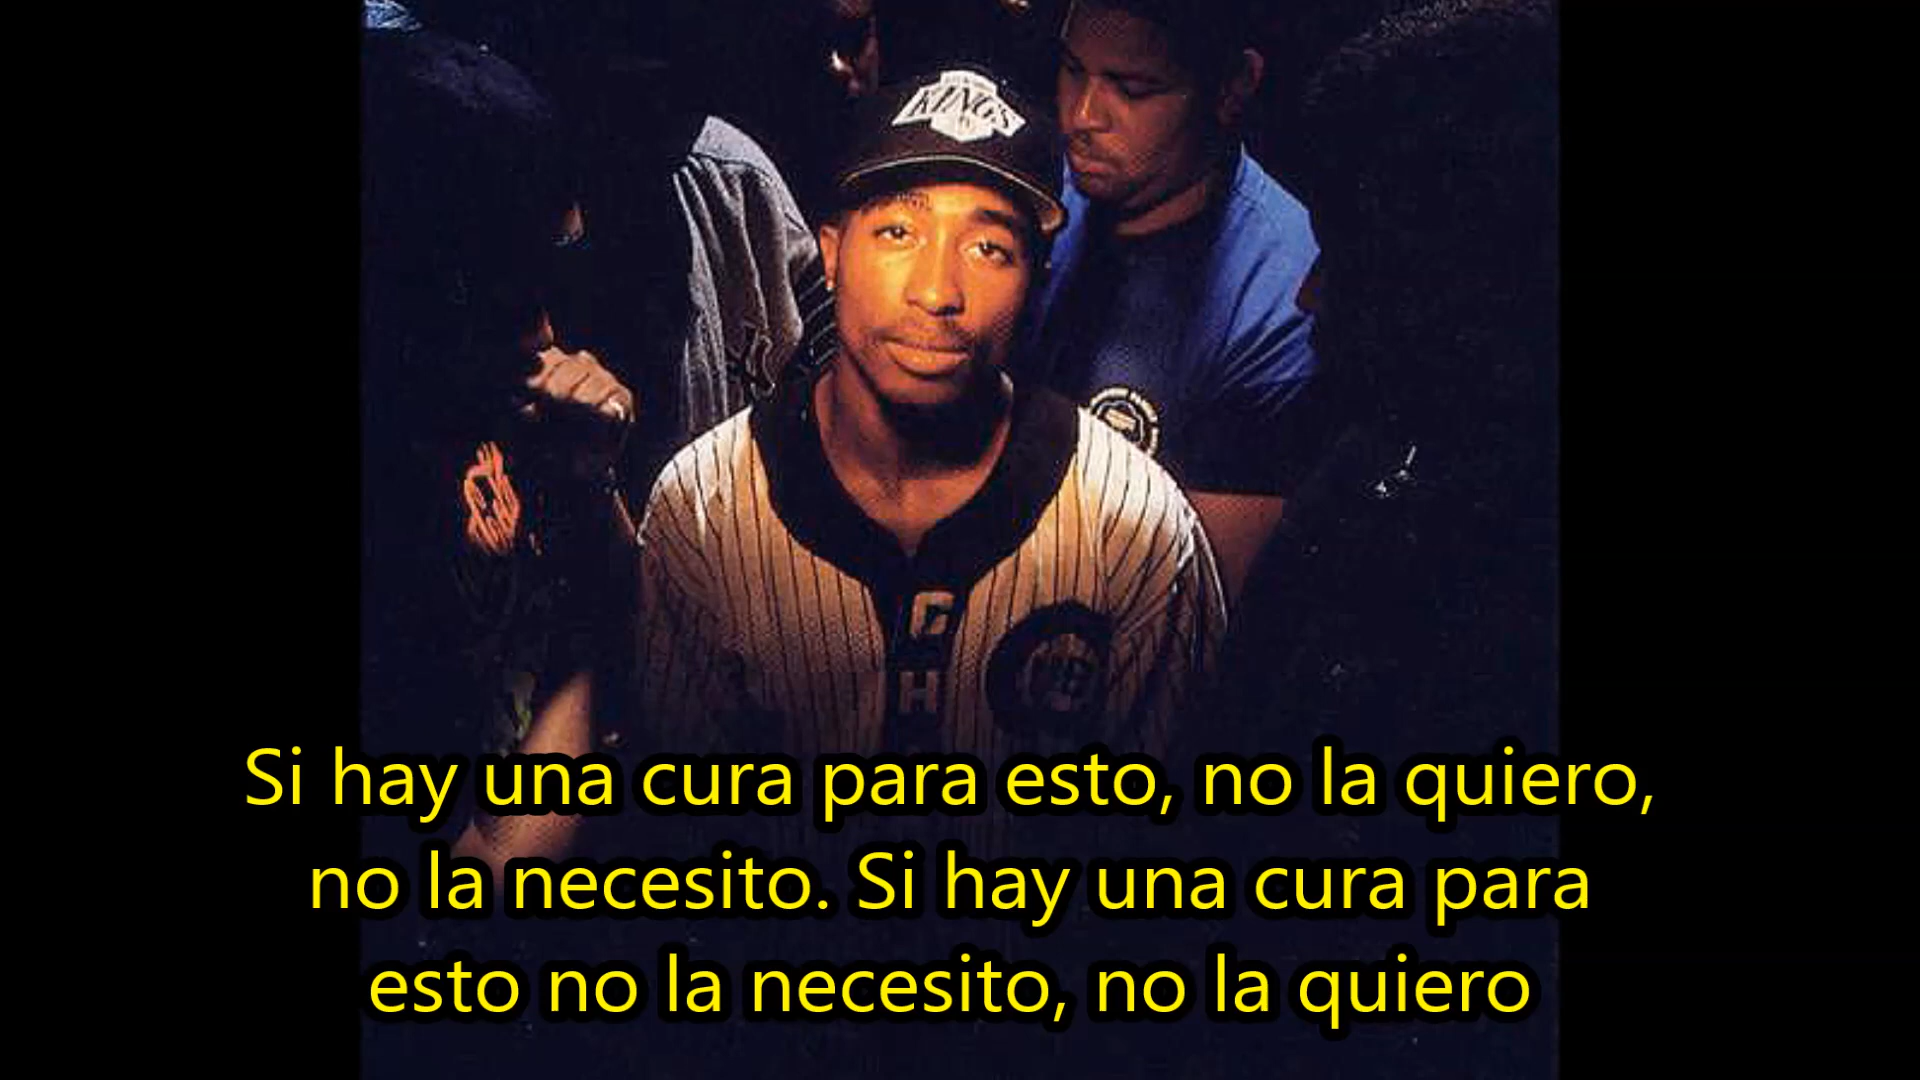 KINGS
C
H
Si hay una cura para esto, no la quiero,
no la necesito. Si hay una cura para
esto no la necesito, no la quiero